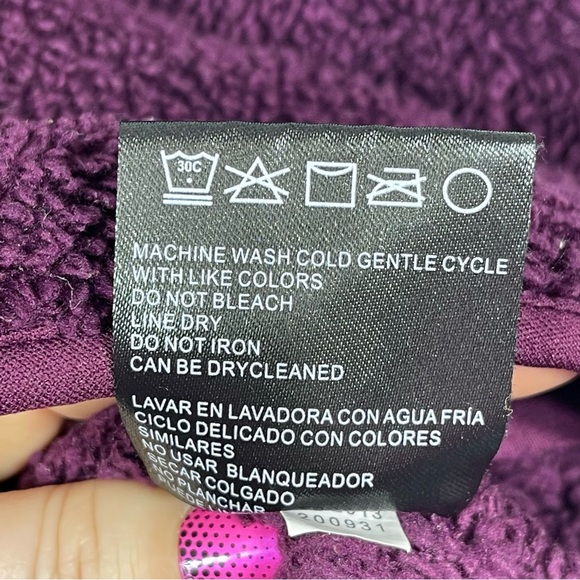 30C
MACHINE WASH COLD GENTLE CYCLE
WITH LIKE COLORS
DO NOT BLEACH
LINE DRY
DO NOT IRON
CAN BE DRYCLEANED
LAVAR EN LAVADORA CON AGUA FRÍA
CICLO DELICADO CON COLORES
SIMILARES
NO USAR BLANQUEADOR
SECAR COLGADO
NO PLANCHAR
PUEDE
200931